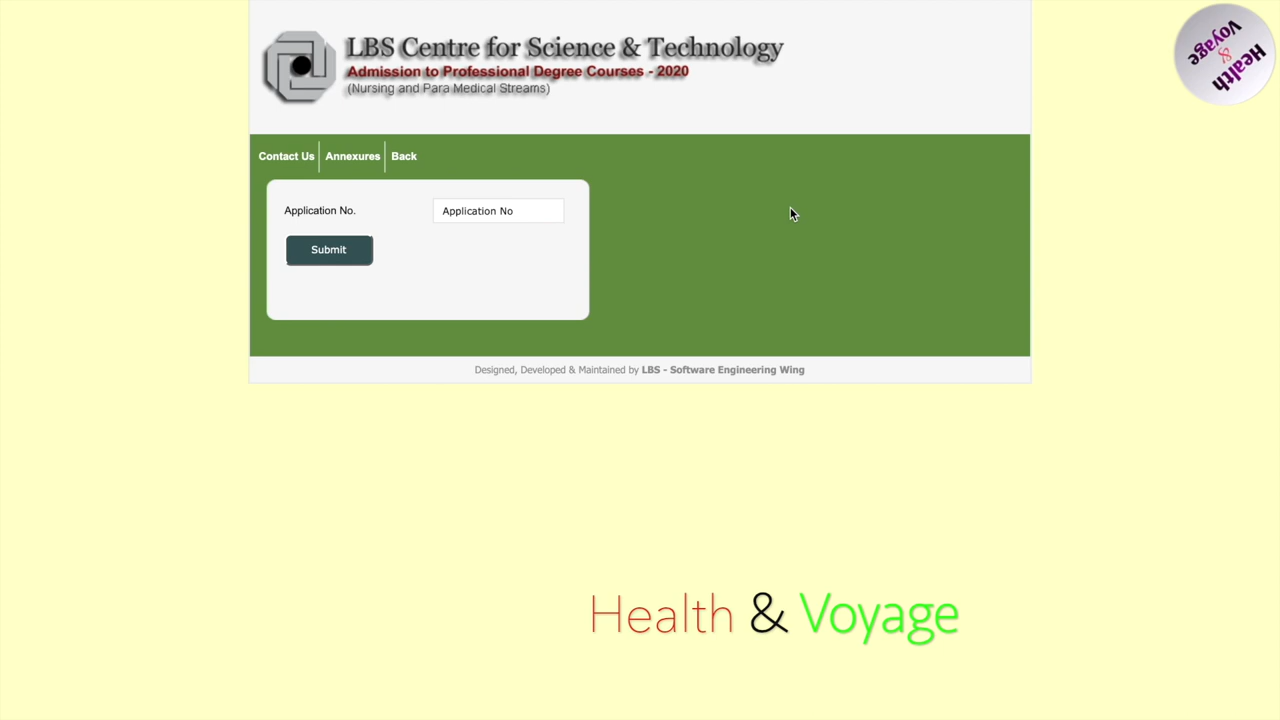 LBS Centre for Science & Technology
Admission to Professional Degree Courses - 2020
(Nursing and Para Medical Streams)
Health & Voyage
Contact Us Annexures Back
Application No. Application No
Submit
Designed, Developed & Maintained by LBS - Software Engineering Wing
Health & Voyage